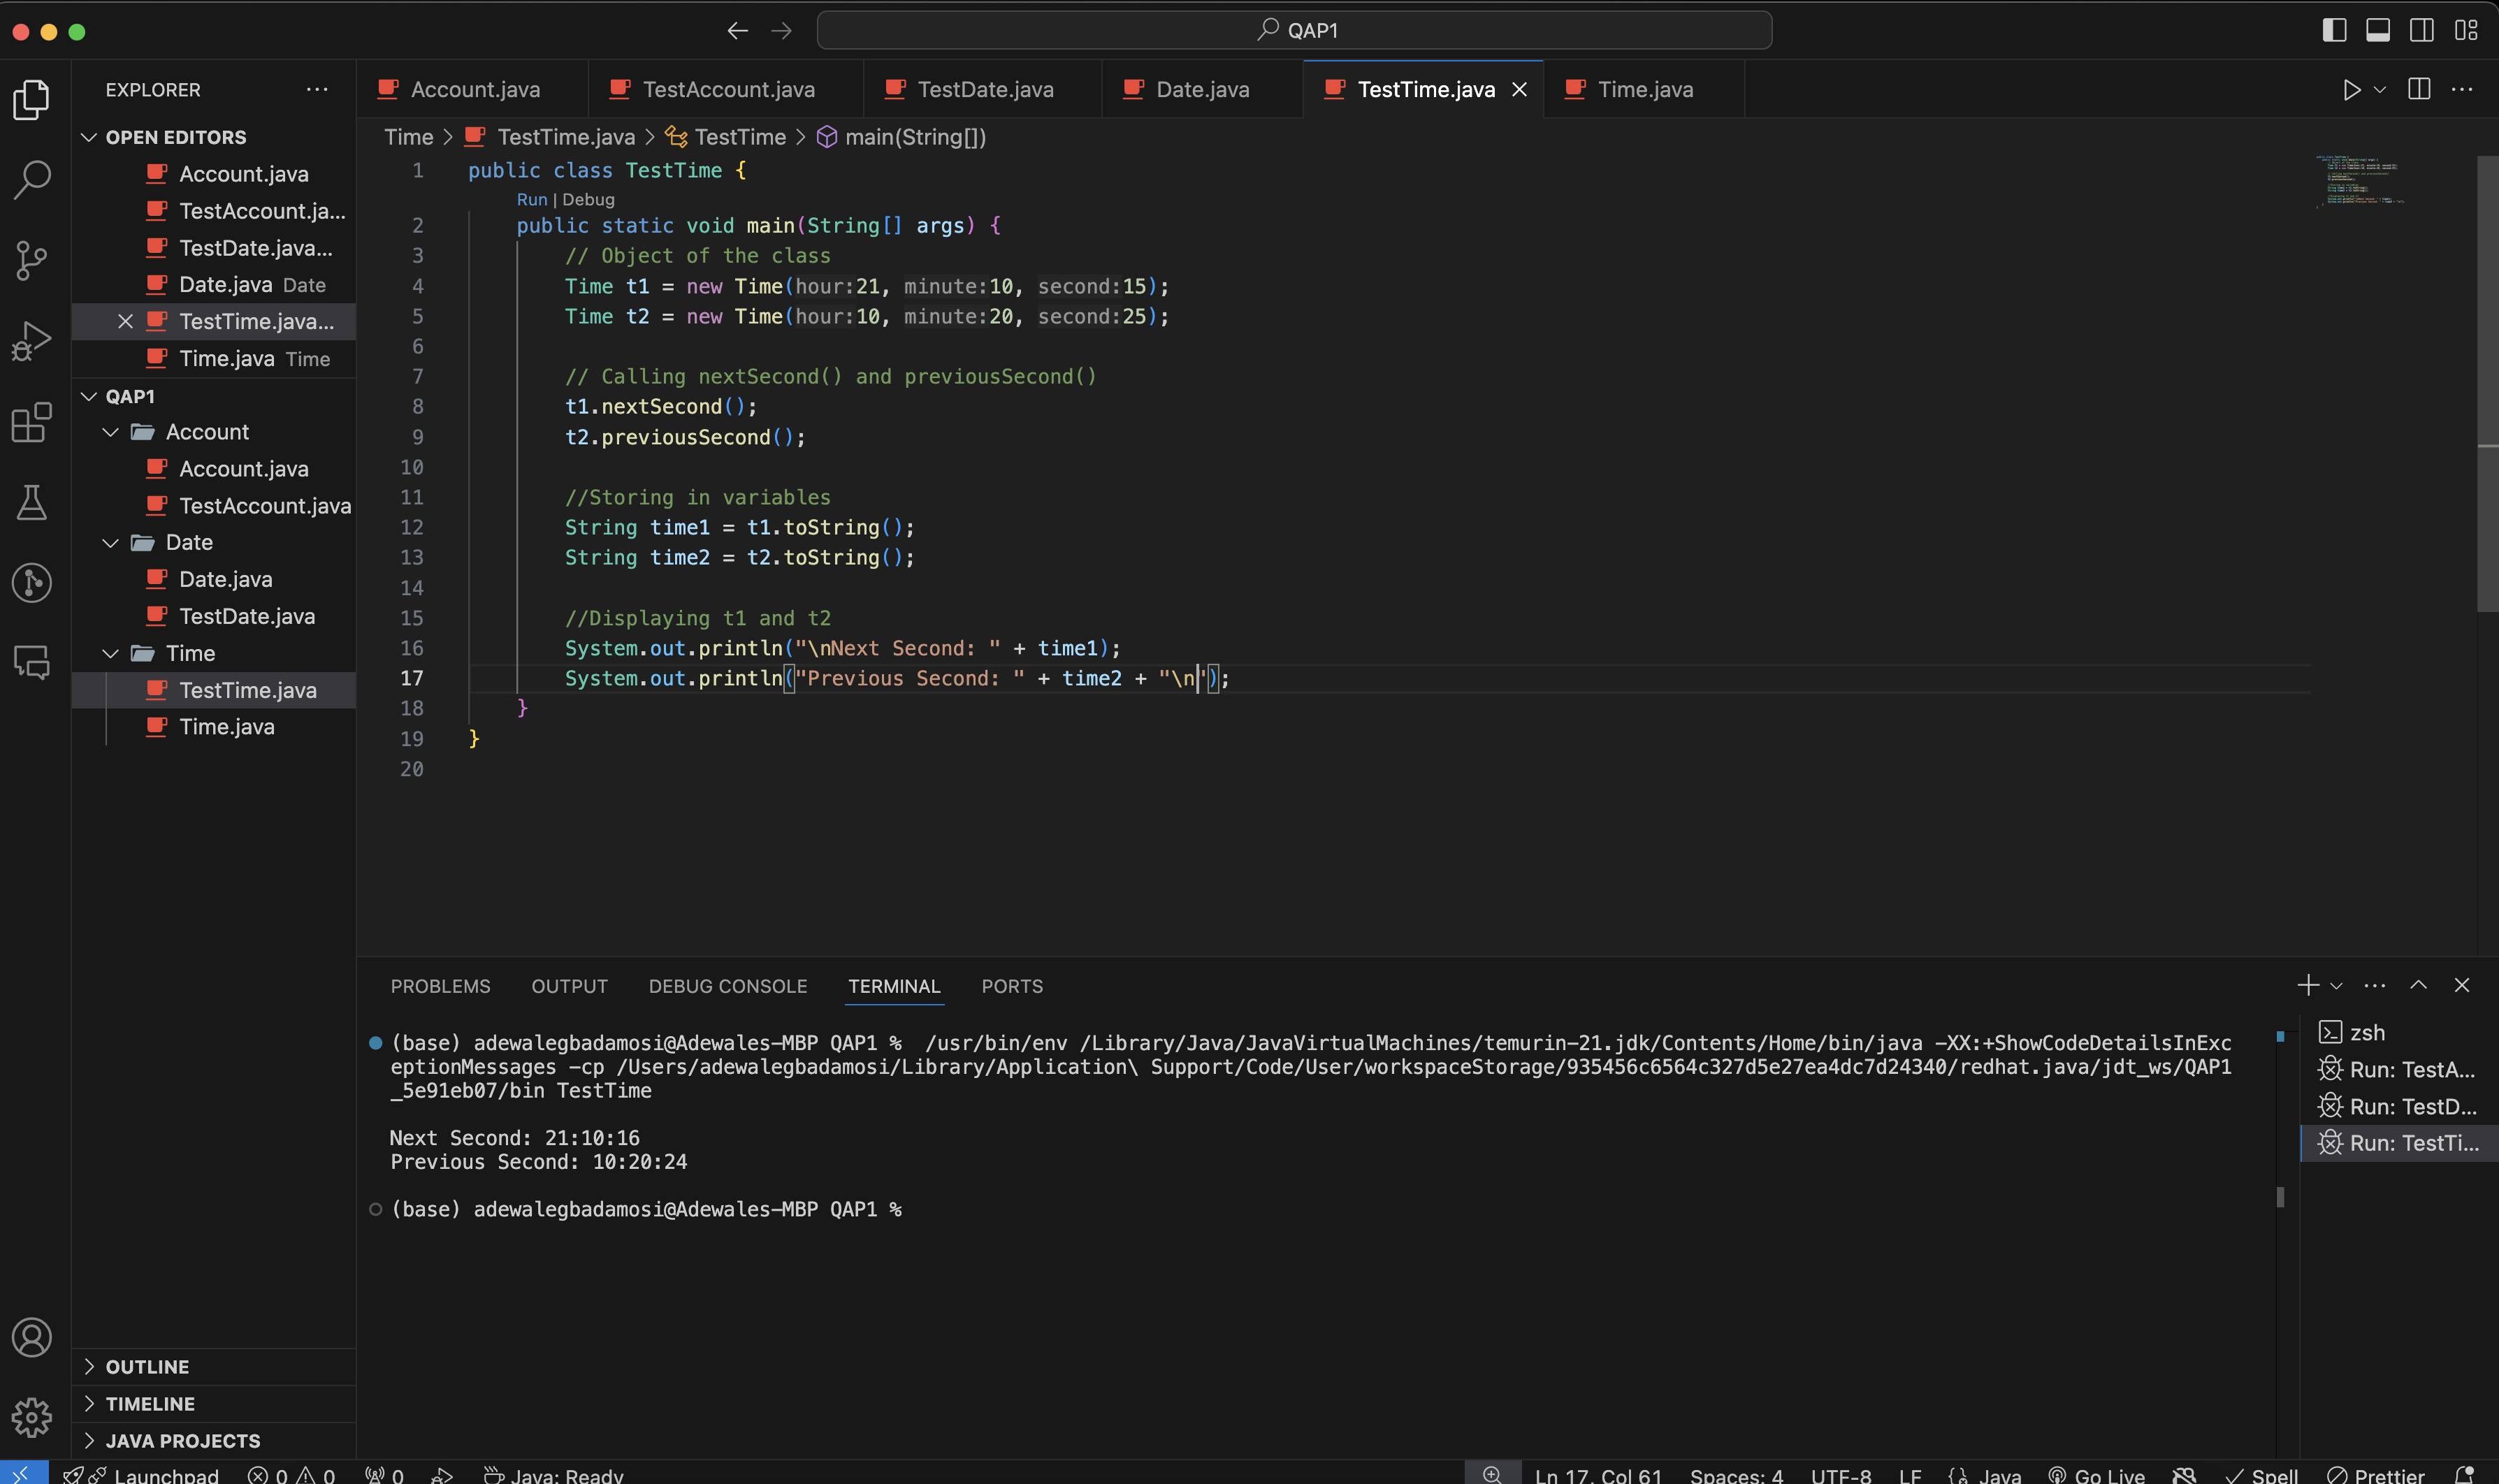 QAP1
EXPLORER
Account.java
TestAccount.java
TestDate.java
Date.java
TestTime.java
Time.java
OPEN EDITORS
Account.java
TestAccount.ja...
TestDate.java...
Date.java Date
TestTime.java...
Time.java Time
QAP1
Account
Account.java
TestAccount.java
Date
Date.java
TestDate.java
Time
TestTime.java
Time.java
OUTLINE
TIMELINE
JAVA PROJECTS
Time > TestTime.java > TestTime > main(String[])
1 public class TestTime {
Run | Debug
2 public static void main(String[] args) {
3 // Object of the class
4 Time t1 = new Time(hour:21, minute:10, second:15);
5 Time t2 = new Time(hour:10, minute:20, second:25);
6
7 // Calling nextSecond() and previousSecond()
8 t1.nextSecond();
9 t2.previousSecond();
10
11 //Storing in variables
12 String time1 = t1.toString();
13 String time2 = t2.toString();
14
15 //Displaying t1 and t2
16 System.out.println("\nNext Second: " + time1);
17 System.out.println("Previous Second: " + time2 + "\n");
18 }
19 }
20
PROBLEMS OUTPUT DEBUG CONSOLE TERMINAL PORTS
(base) adewalegbadamosi@Adewales-MBP QAP1 % /usr/bin/env /Library/Java/JavaVirtualMachines/temurin-21.jdk/Contents/Home/bin/java -XX:+ShowCodeDetailsInExc
eptionMessages -cp /Users/adewalegbadamosi/Library/Application\ Support/Code/User/workspaceStorage/935456c6564c327d5e27ea4dc7d24340/redhat.java/jdt_ws/QAP1
_5e91eb07/bin TestTime
Next Second: 21:10:16
Previous Second: 10:20:24
(base) adewalegbadamosi@Adewales-MBP QAP1 %
zsh
Run: TestA...
Run: TestD...
Run: TestTi...
Launchpad 0 0 0 Java: Ready Ln 17, Col 61 Spaces: 4 UTF-8 LF {} Java Go Live Spell Prettier